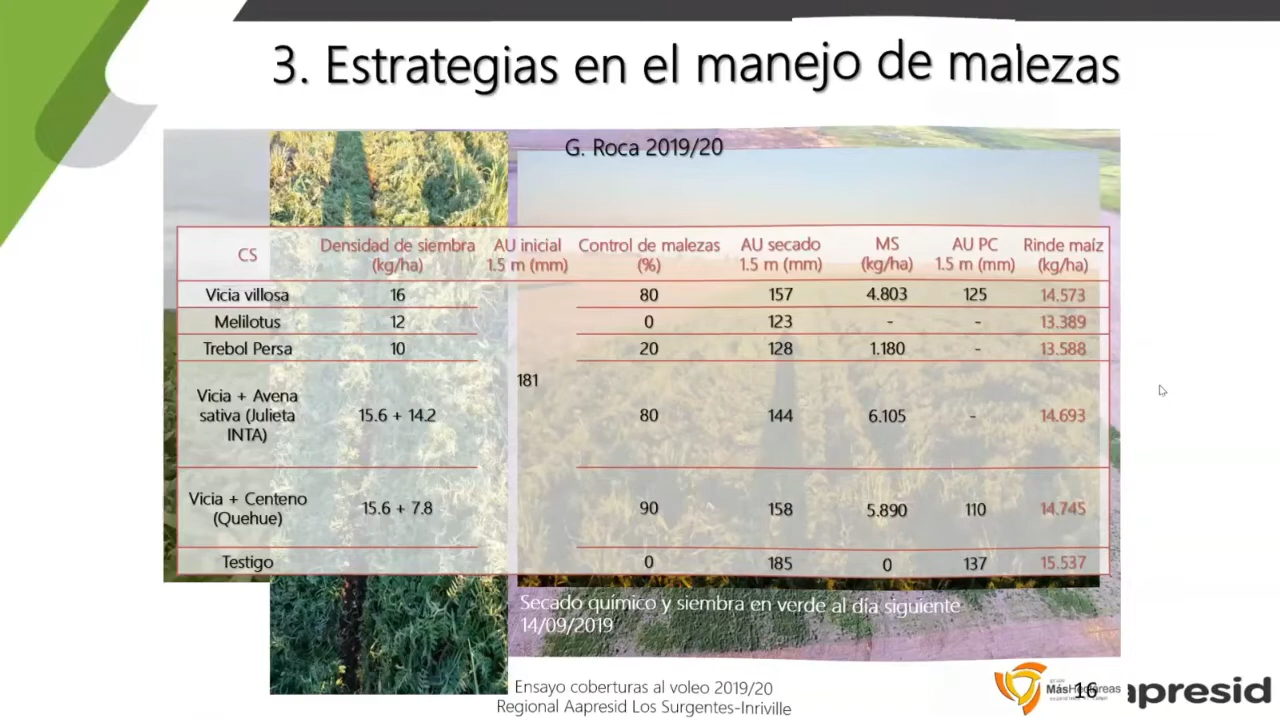 3. Estrategias en el manejo de malezas
G. Roca 2019/20
CS Densidad de siembra (kg/ha) AU inicial 1.5 m (mm) Control de malezas (%) AU secado 1.5 m (mm) MS (kg/ha) AU PC 1.5 m (mm) Rinde maíz (kg/ha)
Vicia villosa 16 80 157 4.803 125 14.573
Melilotus 12 0 123 - - 13.389
Trebol Persa 10 20 128 1.180 - 13.588
181
Vicia + Avena sativa (Julieta INTA) 15.6 + 14.2 80 144 6.105 - 14.693
Vicia + Centeno (Quehue) 15.6 + 7.8 90 158 5.890 110 14.745
Testigo 0 185 0 137 15.537
Secado químico y siembra en verde al día siguiente
14/09/2019
Ensayo coberturas al voleo 2019/20
Regional Aapresid Los Surgentes-Inriville
MásHectáreas
16
apresid